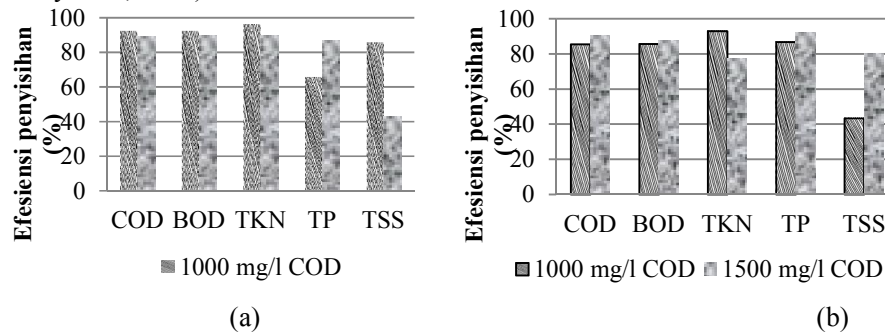 Efesiensi penyisihan
(%)
100
80
60
40
20
0
COD BOD TKN TP TSS
1000 mg/l COD
(a)
Efesiensi penyisihan
(%)
100
80
60
40
20
0
COD BOD TKN TP TSS
1000 mg/l COD 1500 mg/l COD
(b)